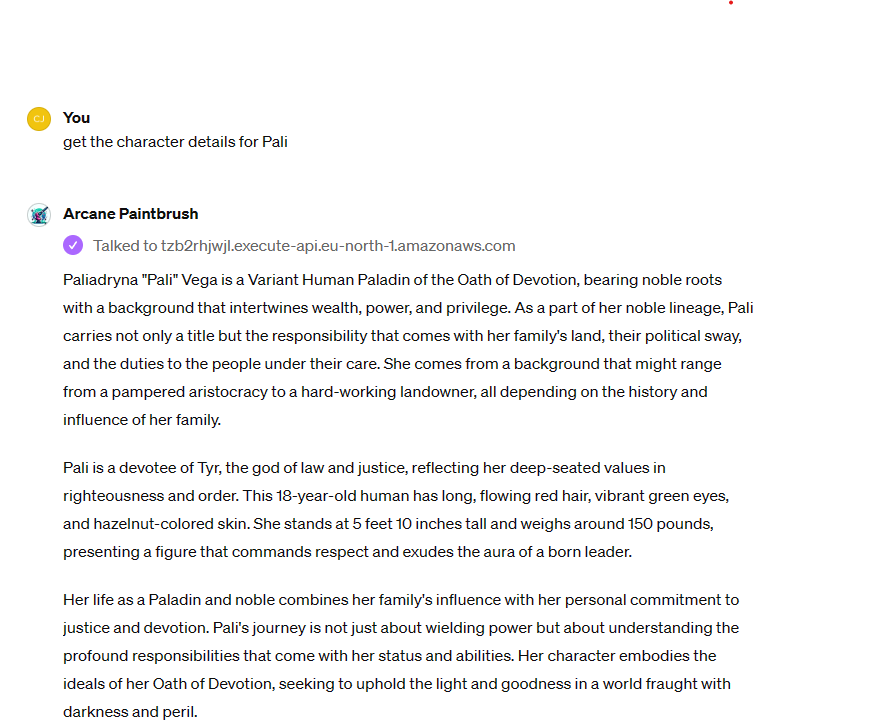 CJ
You
get the character details for Pali
Arcane Paintbrush
Talked to tzb2rhjwjl.execute-api.eu-north-1.amazonaws.com
Paliadryna "Pali" Vega is a Variant Human Paladin of the Oath of Devotion, bearing noble roots
with a background that intertwines wealth, power, and privilege. As a part of her noble lineage, Pali
carries not only a title but the responsibility that comes with her family's land, their political sway,
and the duties to the people under their care. She comes from a background that might range
from a pampered aristocracy to a hard-working landowner, all depending on the history and
influence of her family.
Pali is a devotee of Tyr, the god of law and justice, reflecting her deep-seated values in
righteousness and order. This 18-year-old human has long, flowing red hair, vibrant green eyes,
and hazelnut-colored skin. She stands at 5 feet 10 inches tall and weighs around 150 pounds,
presenting a figure that commands respect and exudes the aura of a born leader.
Her life as a Paladin and noble combines her family's influence with her personal commitment to
justice and devotion. Pali's journey is not just about wielding power but about understanding the
profound responsibilities that come with her status and abilities. Her character embodies the
ideals of her Oath of Devotion, seeking to uphold the light and goodness in a world fraught with
darkness and peril.